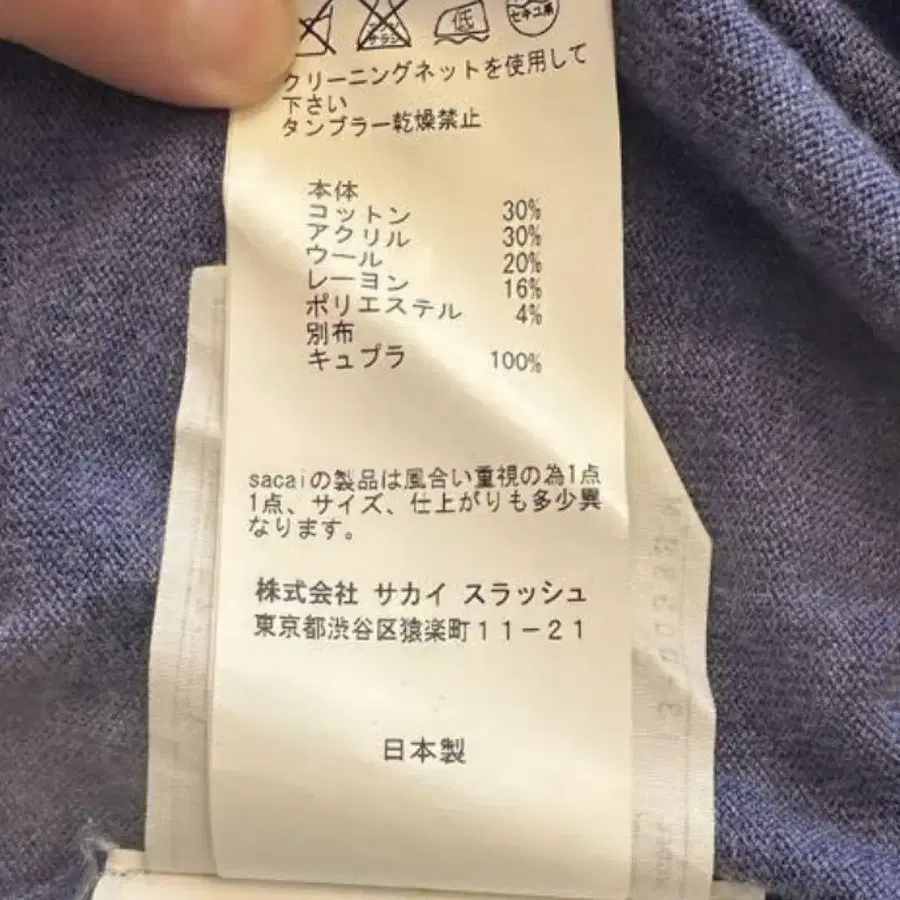 低
セキユ系
クリーニングネットを使用して
下さい
タンブラー乾燥禁止
本体
コットン 30%
アクリル 30%
ウール 20%
レーヨン 16%
ポリエステル 4%
別布
キュプラ 100%
sacaiの製品は風合い重視の為1点
1点、サイズ、仕上がりも多少異
なります。
株式会社 サカイ スラッシュ
東京都渋谷区猿楽町11-21
日本製